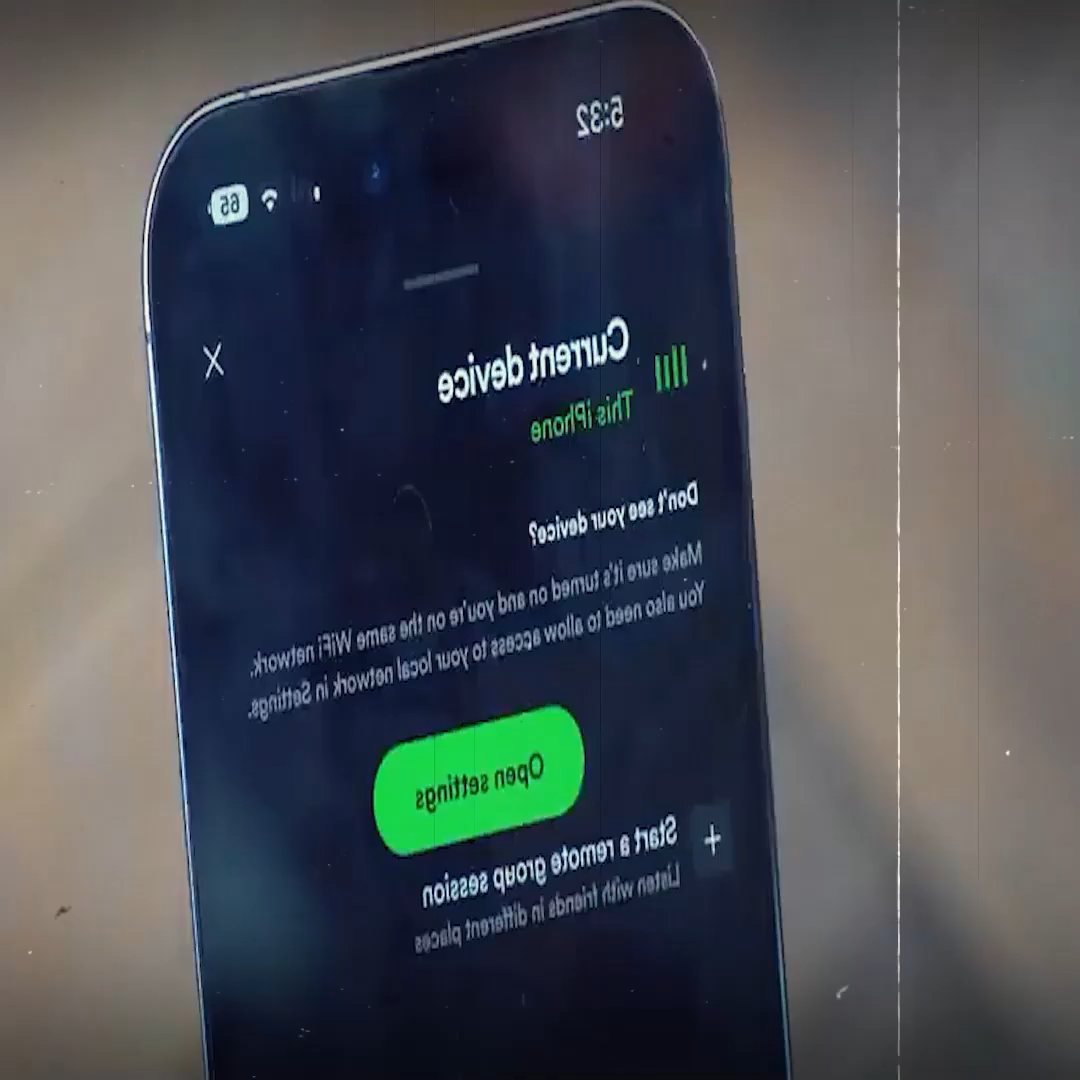 5:32
65
Current device
This iPhone
Don't see your device?
Make sure it's turned on and you're on the same WiFi network.
You also need to allow access to your local network in Settings.
Open settings
Start a remote group session
Listen with friends in different places